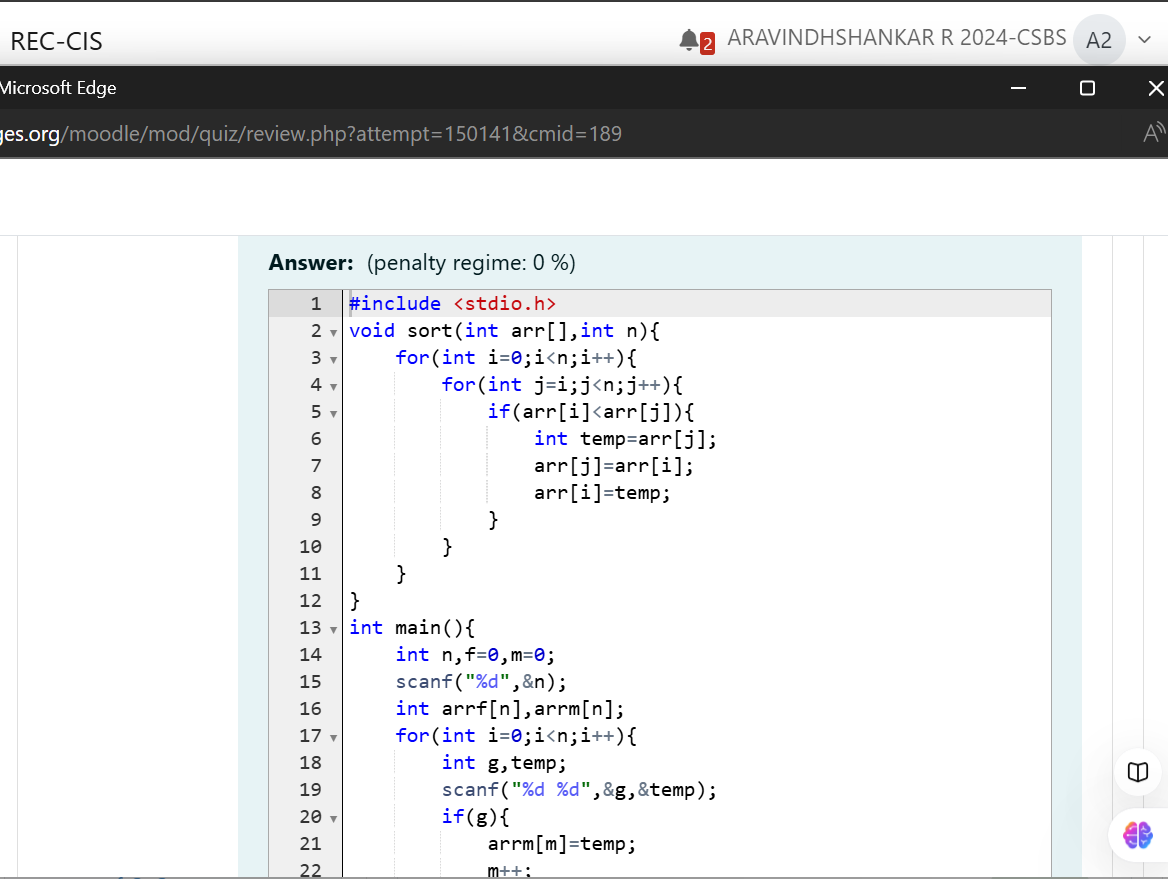 REC-CIS
2 ARAVINDHSHANKAR R 2024-CSBS A2
Microsoft Edge
ges.org/moodle/mod/quiz/review.php?attempt=150141&cmid=189
Answer: (penalty regime: 0 %)
1 #include <stdio.h>
2 void sort(int arr[],int n){
3     for(int i=0;i<n;i++){
4         for(int j=i;j<n;j++){
5             if(arr[i]<arr[j]){
6                 int temp=arr[j];
7                 arr[j]=arr[i];
8                 arr[i]=temp;
9             }
10         }
11     }
12 }
13 int main(){
14     int n,f=0,m=0;
15     scanf("%d",&n);
16     int arrf[n],arrm[n];
17     for(int i=0;i<n;i++){
18         int g,temp;
19         scanf("%d %d",&g,&temp);
20         if(g){
21             arrm[m]=temp;
22             m++;